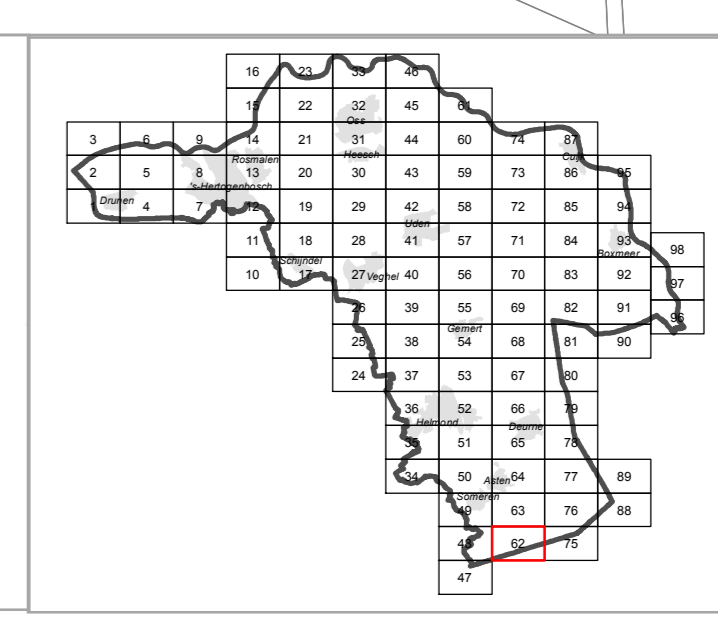 16 23 33 46
15 22 32 45 61
Oss
3 6 9 14 21 31 44 60 74 87
Rosmalen Heesch Cuijk
2 5 8 13 20 30 43 59 73 86 95
's-Hertogenbosch
Drunen
1 4 7 12 19 29 42 58 72 85 94
Uden
11 18 28 41 57 71 84 93 98
Schijndel Boxmeer
10 17 27 Veghel 40 56 70 83 92 97
26 39 55 69 82 91 96
Gemert
25 38 54 68 81 90
24 37 53 67 80
36 52 66 79
Helmond Deurne
35 51 65 78
34 50 Asten 64 77 89
Someren
49 63 76 88
48 62 75
47